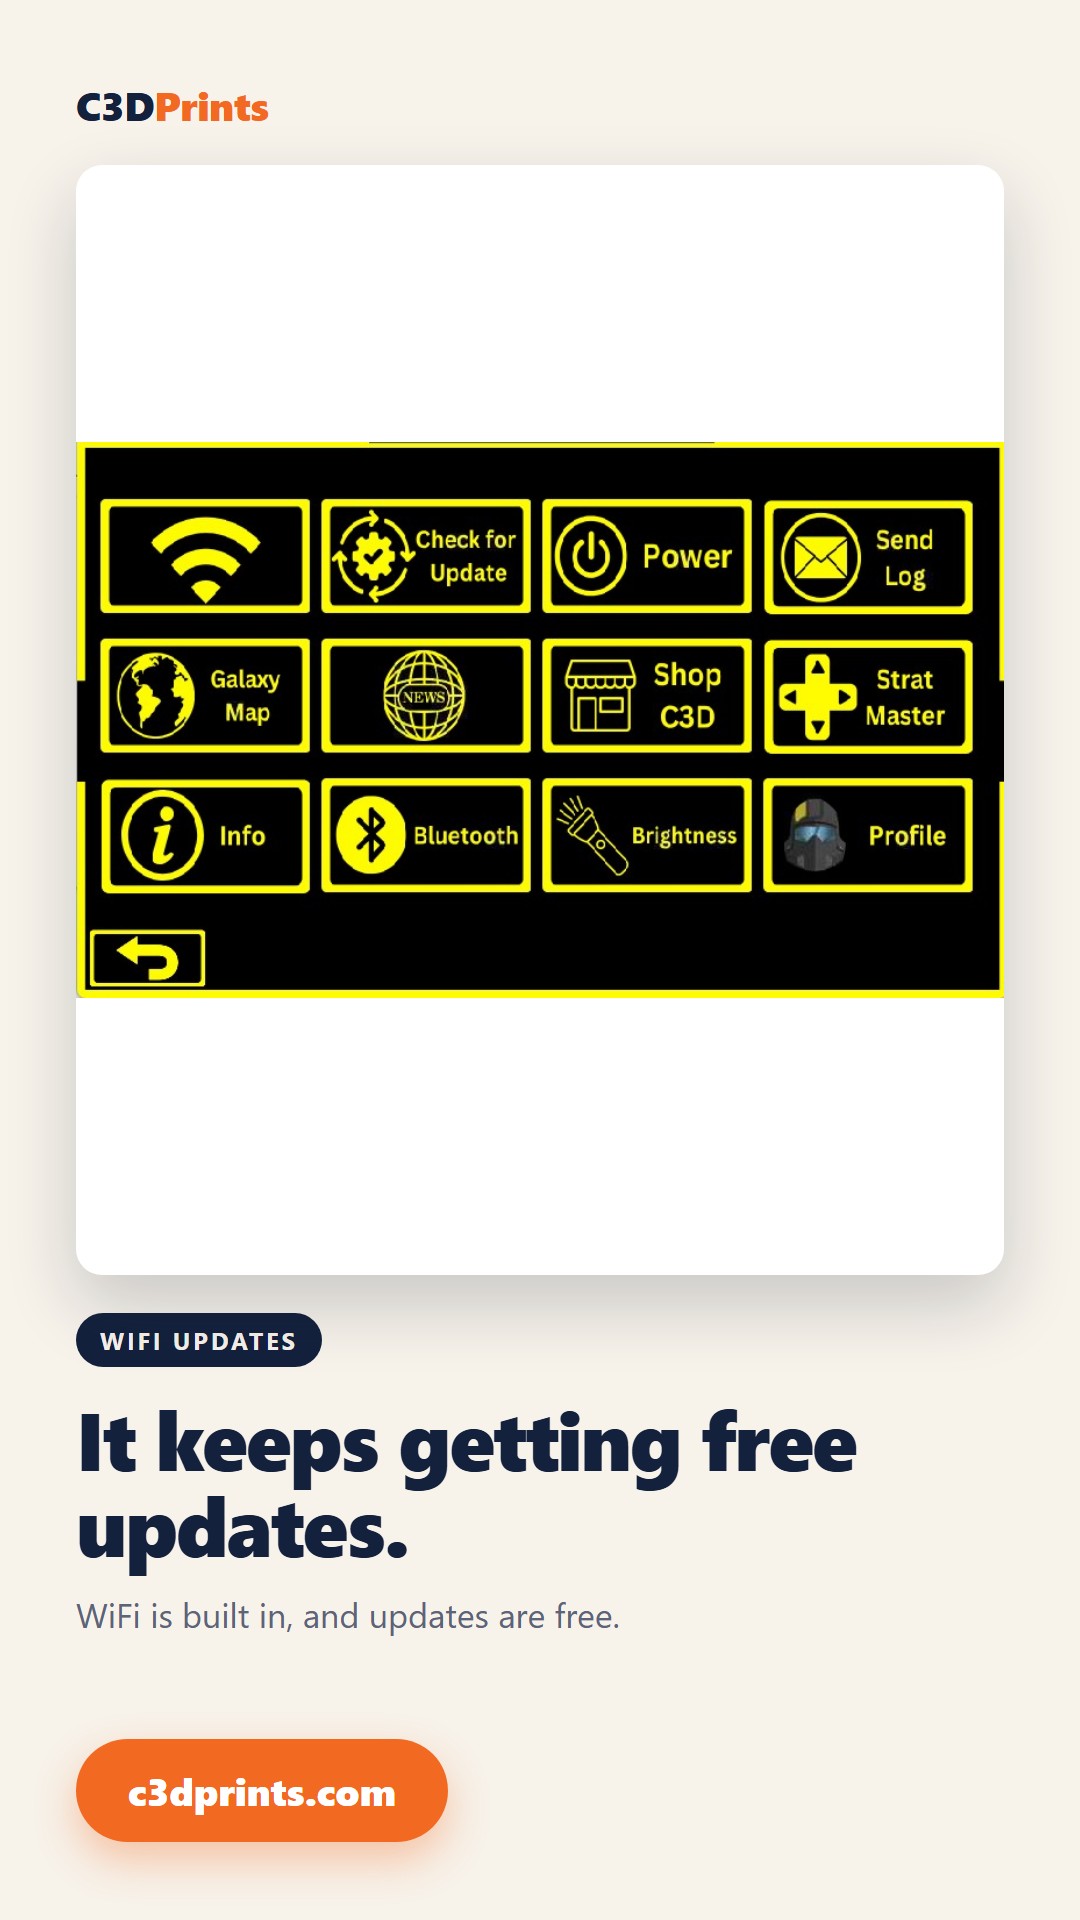 C3DPrints
Check for
Update
Power
Send
Log
Galaxy
Map
NEWS
Shop
C3D
Strat
Master
i Info
Bluetooth
Brightness
Profile
WIFI UPDATES
It keeps getting free
updates.
WiFi is built in, and updates are free.
c3dprints.com